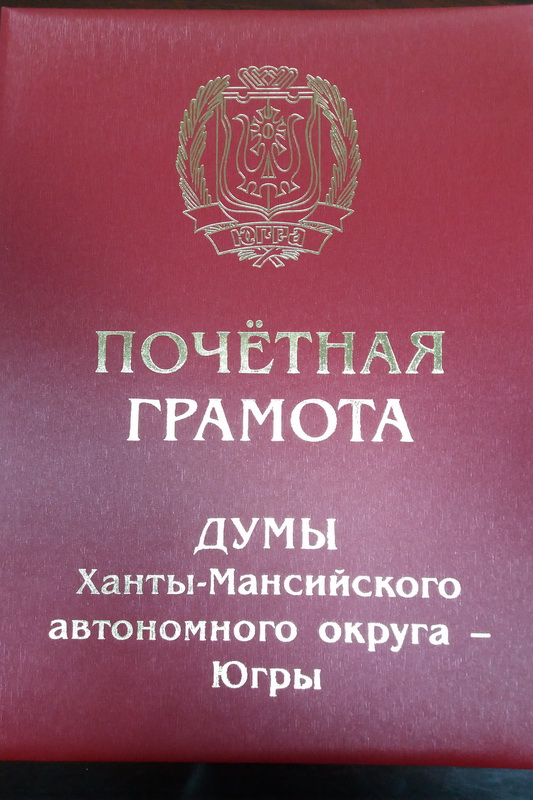 ЮГРА
ПОЧЁТНАЯ
ГРАМОТА
ДУМЫ
Ханты-Мансийского
автономного округа –
Югры